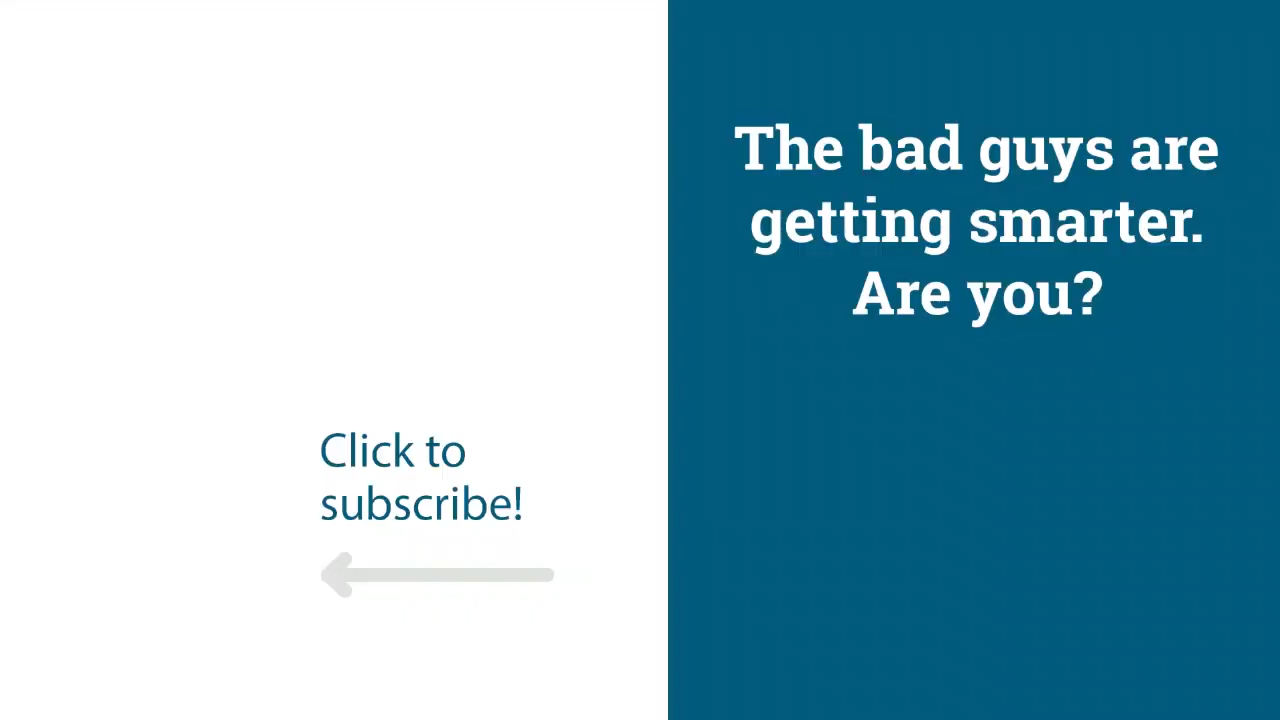 The bad guys are
getting smarter.
Are you?
Click to
subscribe!